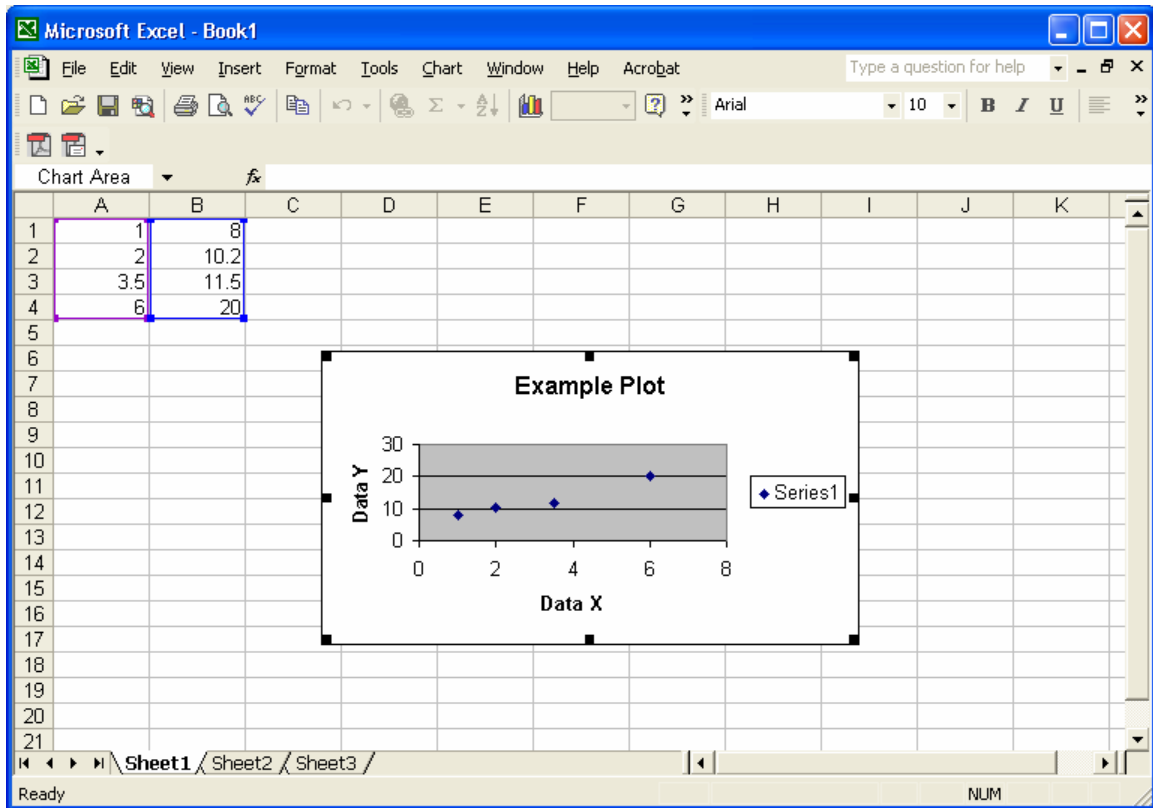 Microsoft Excel - Book1
File Edit View Insert Format Tools Chart Window Help Acrobat Type a question for help
ABC Σ A Z ? » Arial 10 B I U »
Chart Area fx
A B C D E F G H I J K
1 1 8
2 2 10.2
3 3.5 11.5
4 6 20
5
6
7
8
9
10
11
12
13
14
15
16
17
18
19
20
21
Example Plot
30
20
10
0
Data Y
0 2 4 6 8
Data X
Series1
Sheet1 Sheet2 Sheet3
Ready NUM